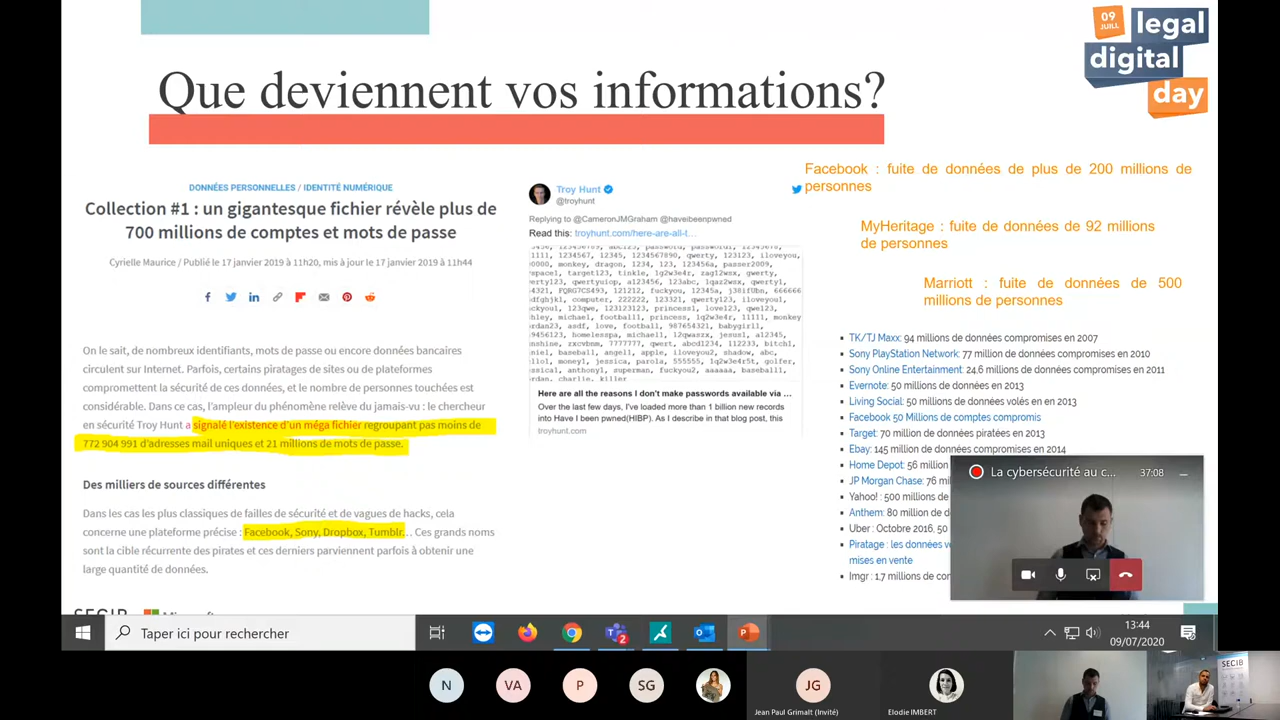 09
JUILL
legal
digital
day
Que deviennent vos informations?
DONNÉES PERSONNELLES / IDENTITÉ NUMÉRIQUE
Collection #1 : un gigantesque fichier révèle plus de
700 millions de comptes et mots de passe
Cyrielle Maurice / Publié le 17 janvier 2019 à 11h20, mis à jour le 17 janvier 2019 à 11h44
On le sait, de nombreux identifiants, mots de passe ou encore données bancaires
circulent sur Internet. Parfois, certains piratages de sites ou de plateformes
compromettent la sécurité de ces données, et le nombre de personnes touchées est
considérable. Dans ce cas, l'ampleur du phénomène relève du jamais-vu : le chercheur
en sécurité Troy Hunt a signalé l'existence d'un méga fichier regroupant pas moins de
772 904 991 d'adresses mail uniques et 21 millions de mots de passe.
Des milliers de sources différentes
Dans les cas les plus classiques de failles de sécurité et de vagues de hacks, cela
concerne une plateforme précise : Facebook, Sony, Dropbox, Tumblr… Ces grands noms
sont la cible récurrente des pirates et ces derniers parviennent parfois à obtenir une
large quantité de données.
Troy Hunt
@troyhunt
Replying to @CameronJMGraham @haveibeenpwned
Read this: troyhunt.com/here-are-all-t…
Here are all the reasons I don't make passwords available via ...
Over the last few days, I've loaded more than 1 billion new records
into Have I been pwned(HIBP). As I describe in that blog post, this
troyhunt.com
Facebook : fuite de données de plus de 200 millions de
personnes
MyHeritage : fuite de données de 92 millions
de personnes
Marriott : fuite de données de 500
millions de personnes
TK/TJ Maxx: 94 millions de données compromises en 2007
Sony PlayStation Network: 77 million de données compromises en 2010
Sony Online Entertainment: 24,6 millions de données compromises en 2011
Evernote: 50 millions de données en 2013
Living Social: 50 millions de données volés en en 2013
Facebook 50 Millions de comptes compromis
Target: 70 million de données piratées en 2013
Ebay: 145 million de données compromises en 2014
Home Depot: 56 million
JP Morgan Chase: 76 mi
Yahoo! : 500 millions de
Anthem: 80 million de d
Uber : Octobre 2016, 50
Piratage : les données v
mises en vente
Imgr : 1,7 millions de con
La cybersécurité au c...
37:08
Taper ici pour rechercher
2
13:44
09/07/2020
N
VA
P
SG
JG
Jean Paul Grimalt (Invité)
Elodie IMBERT
SECIB